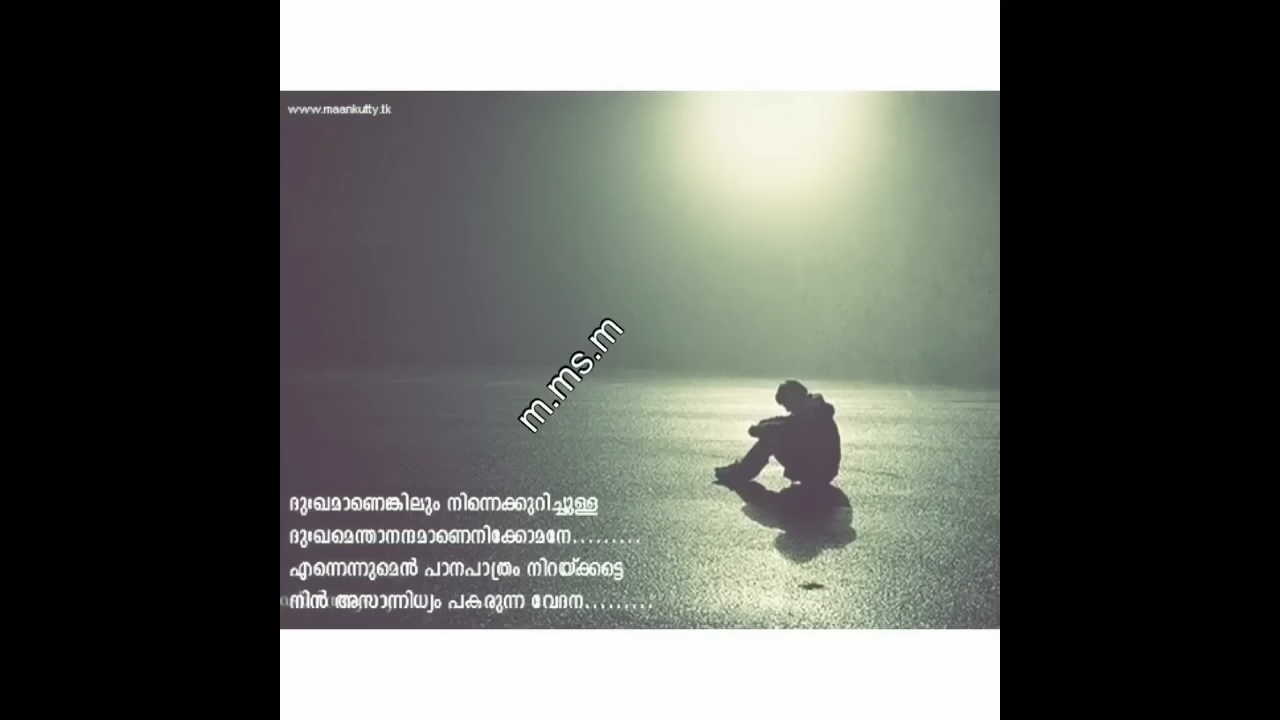 www.maankutty.tk
m.ms.m
ദുഃഖമാണെങ്കിലും നിന്നെക്കുറിച്ചുള്ള
ദുഃഖമെന്താനന്ദമാണെനിക്കോമനേ.........
എന്നെന്നുമെൻ പാനപാത്രം നിറയ്ക്കട്ടെ
നിൻ അസാന്നിധ്യം പകരുന്ന വേദന.........